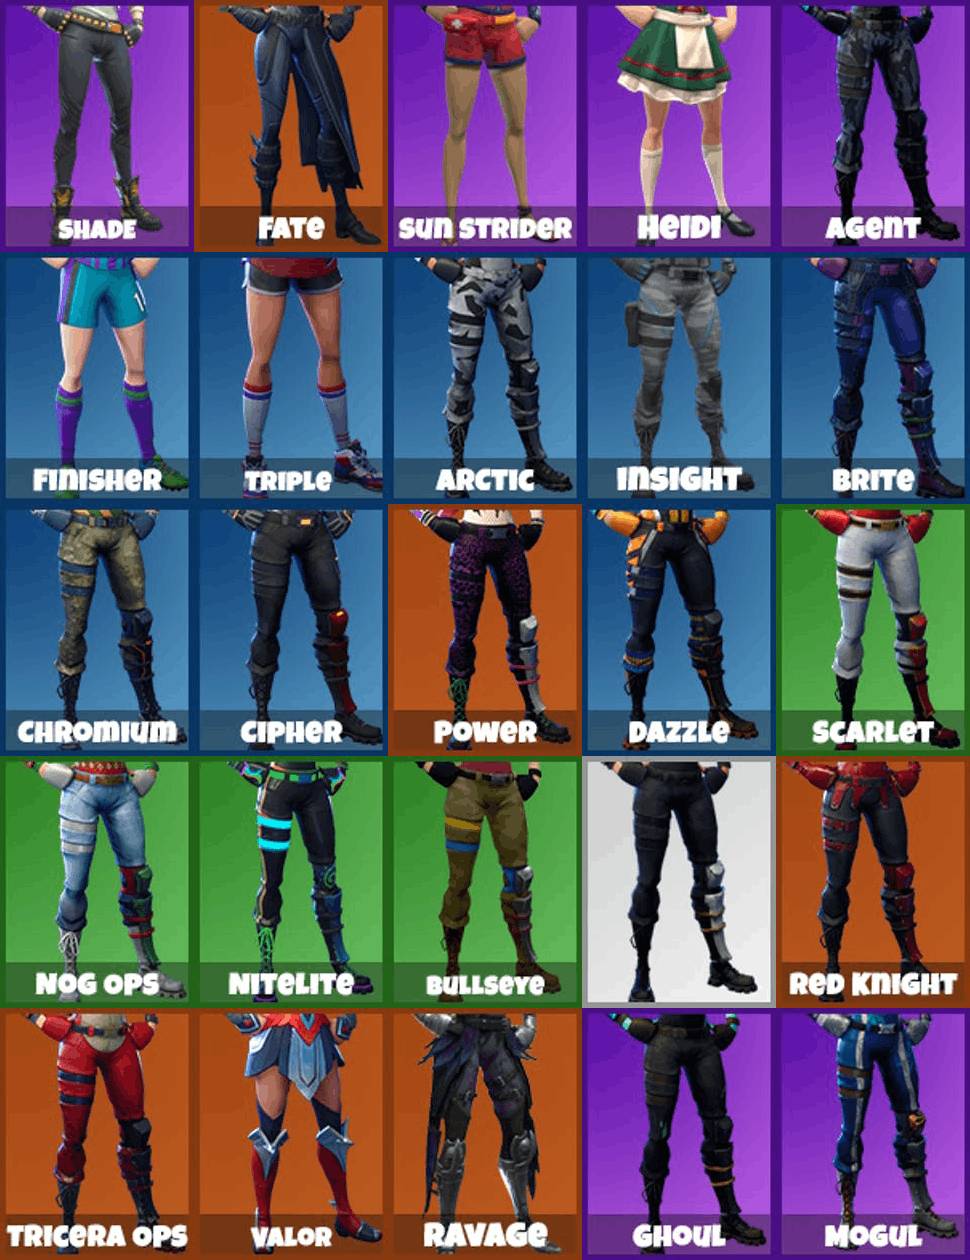 SHADE
FATE
SUN STRIDER
HEIDI
AGENT
FINISHER
TRIPLE
ARCTIC
INSIGHT
BRITE
CHROMIUM
CIPHER
POWER
DAZZLE
SCARLET
NOG OPS
NITELITE
BULLSEYE
RED KNIGHT
TRICERA OPS
VALOR
RAVAGE
GHOUL
MOGUL